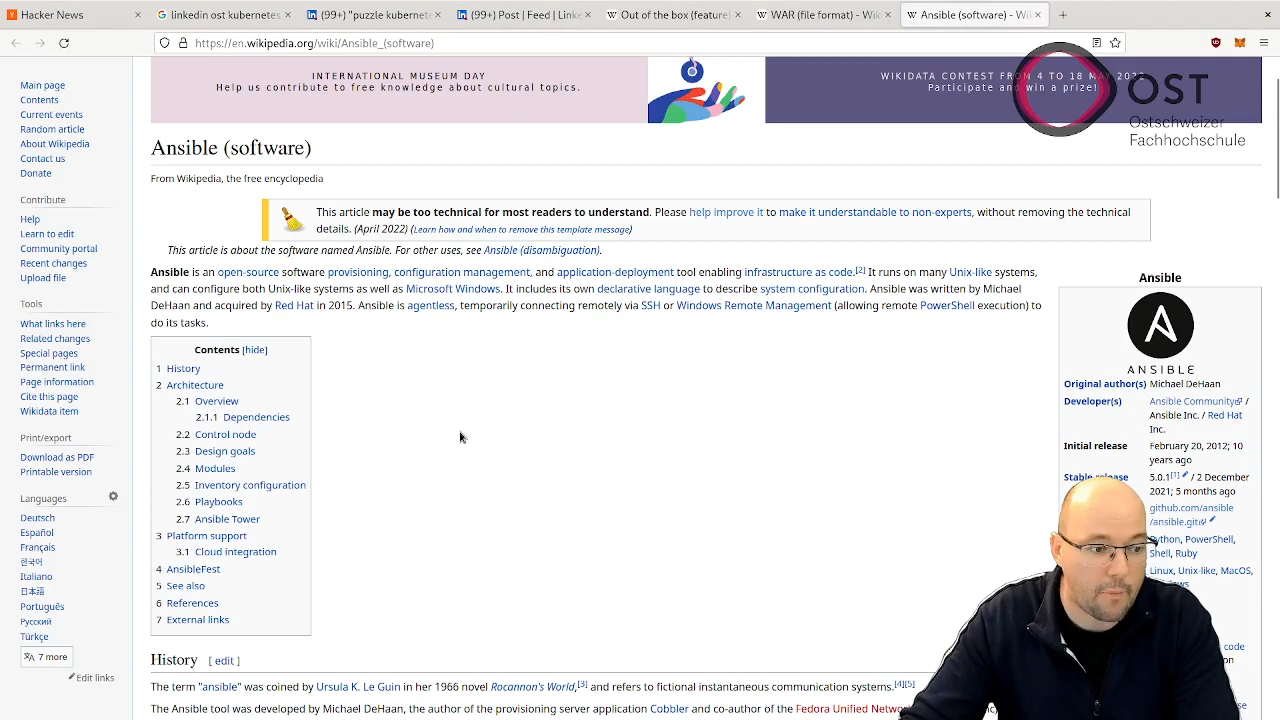 Hacker News
linkedin ost kubernetes
(99+) "puzzle kubernete
(99+) Post | Feed | Linke
Out of the box (feature)
WAR (file format) - Wi
Ansible (software) - Wi
https://en.wikipedia.org/wiki/Ansible_(software)
INTERNATIONAL MUSEUM DAY
Help us contribute to free knowledge about cultural topics.
WIKIDATA CONTEST FROM 4 TO 18 MAY 2022
Participate and win a prize!
OST
Ostschweizer
Fachhochschule
Main page
Contents
Current events
Random article
About Wikipedia
Contact us
Donate
Contribute
Help
Learn to edit
Community portal
Recent changes
Upload file
Tools
What links here
Related changes
Special pages
Permanent link
Page information
Cite this page
Wikidata item
Print/export
Download as PDF
Printable version
Languages
Deutsch
Español
Français
한국어
Italiano
日本語
Português
Русский
Türkçe
7 more
Edit links
Ansible (software)
From Wikipedia, the free encyclopedia
This article may be too technical for most readers to understand. Please help improve it to make it understandable to non-experts, without removing the technical
details. (April 2022) (Learn how and when to remove this template message)
This article is about the software named Ansible. For other uses, see Ansible (disambiguation).
Ansible is an open-source software provisioning, configuration management, and application-deployment tool enabling infrastructure as code.[2] It runs on many Unix-like systems,
and can configure both Unix-like systems as well as Microsoft Windows. It includes its own declarative language to describe system configuration. Ansible was written by Michael
DeHaan and acquired by Red Hat in 2015. Ansible is agentless, temporarily connecting remotely via SSH or Windows Remote Management (allowing remote PowerShell execution) to
do its tasks.
Contents [hide]
1 History
2 Architecture
2.1 Overview
2.1.1 Dependencies
2.2 Control node
2.3 Design goals
2.4 Modules
2.5 Inventory configuration
2.6 Playbooks
2.7 Ansible Tower
3 Platform support
3.1 Cloud integration
4 AnsibleFest
5 See also
6 References
7 External links
History [ edit ]
The term "ansible" was coined by Ursula K. Le Guin in her 1966 novel Rocannon's World,[3] and refers to fictional instantaneous communication systems.[4][5]
The Ansible tool was developed by Michael DeHaan, the author of the provisioning server application Cobbler and co-author of the Fedora Unified
Ansible
ANSIBLE
Original author(s) Michael DeHaan
Developer(s) Ansible Community /
Ansible Inc. / Red Hat
Inc.
Initial release February 20, 2012; 10
years ago
Stable release 5.0.1[1] / 2 December
2021; 5 months ago
github.com/ansible
/ansible.git
Python, PowerShell,
Shell, Ruby
Linux, Unix-like, MacOS,
code